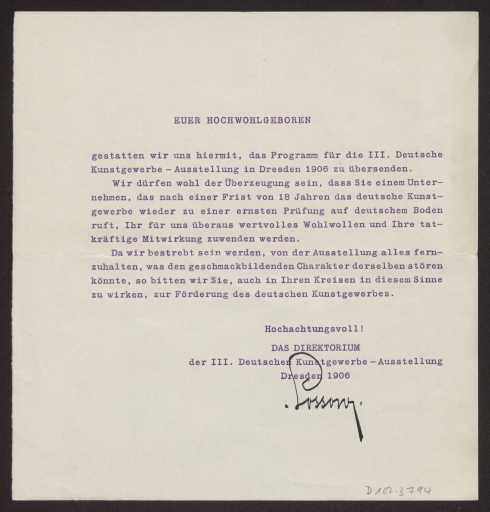 EUER HOCHWOHLGEBOREN
gestatten wir uns hiermit, das Programm für die III. Deutsche
Kunstgewerbe – Ausstellung in Dresden 1906 zu übersenden.
Wir dürfen wohl der Überzeugung sein, dass Sie einem Unter-
nehmen, das nach einer Frist von 18 Jahren das deutsche Kunst-
gewerbe wieder zu einer ernsten Prüfung auf deutschem Boden
ruft, Ihr für uns überaus wertvolles Wohlwollen und Ihre tat-
kräftige Mitwirkung zuwenden werden.
Da wir bestrebt sein werden, von der Ausstellung alles fern-
zuhalten, was den geschmackbildenden Charakter derselben stören
könnte, so bitten wir Sie, auch in Ihren Kreisen in diesem Sinne
zu wirken, zur Förderung des deutschen Kunstgewerbes.
Hochachtungsvoll!
DAS DIREKTORIUM
der III. Deutschen Kunstgewerbe – Ausstellung
Dresden 1906
D 102-3794